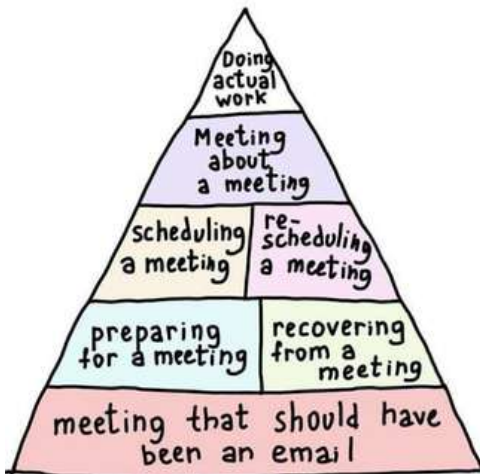 Doing
actual
work
Meeting
about
a meeting
scheduling
a meeting
re-
scheduling
a meeting
preparing
for a meeting
recovering
from a
meeting
meeting that should have
been an email